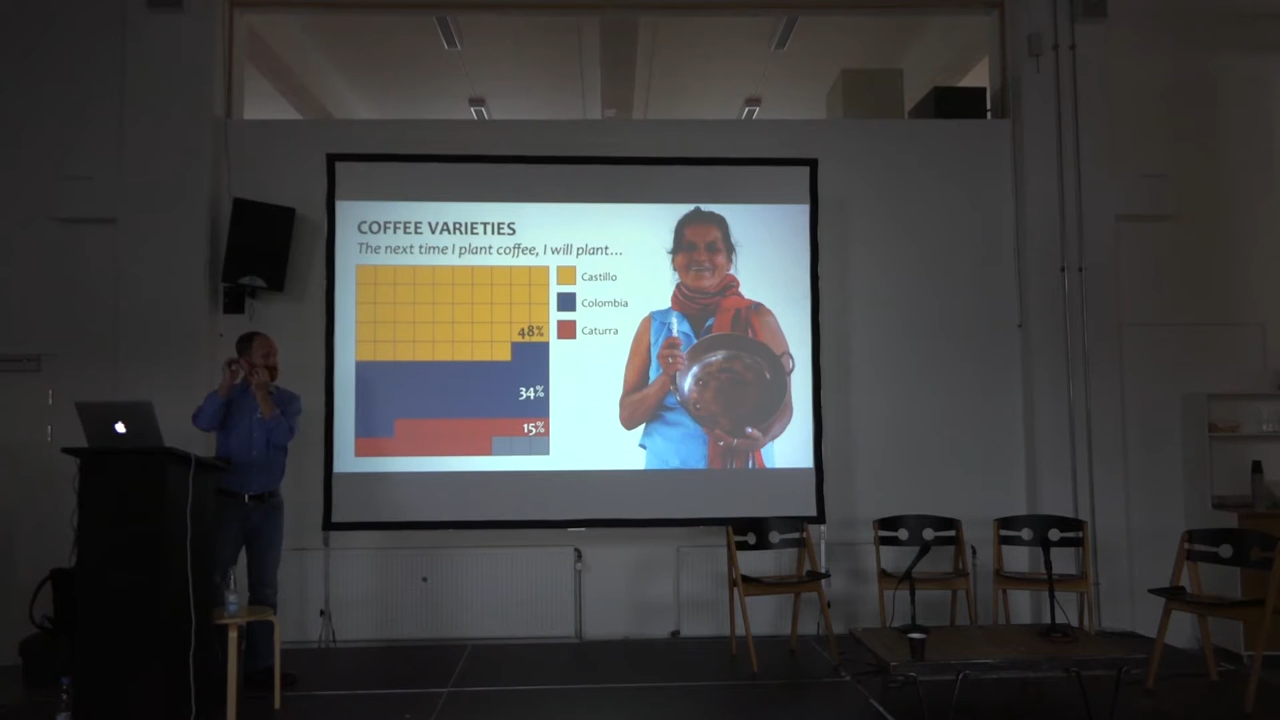 COFFEE VARIETIES
The next time I plant coffee, I will plant...
Castillo
Colombia
Caturra
48%
34%
15%